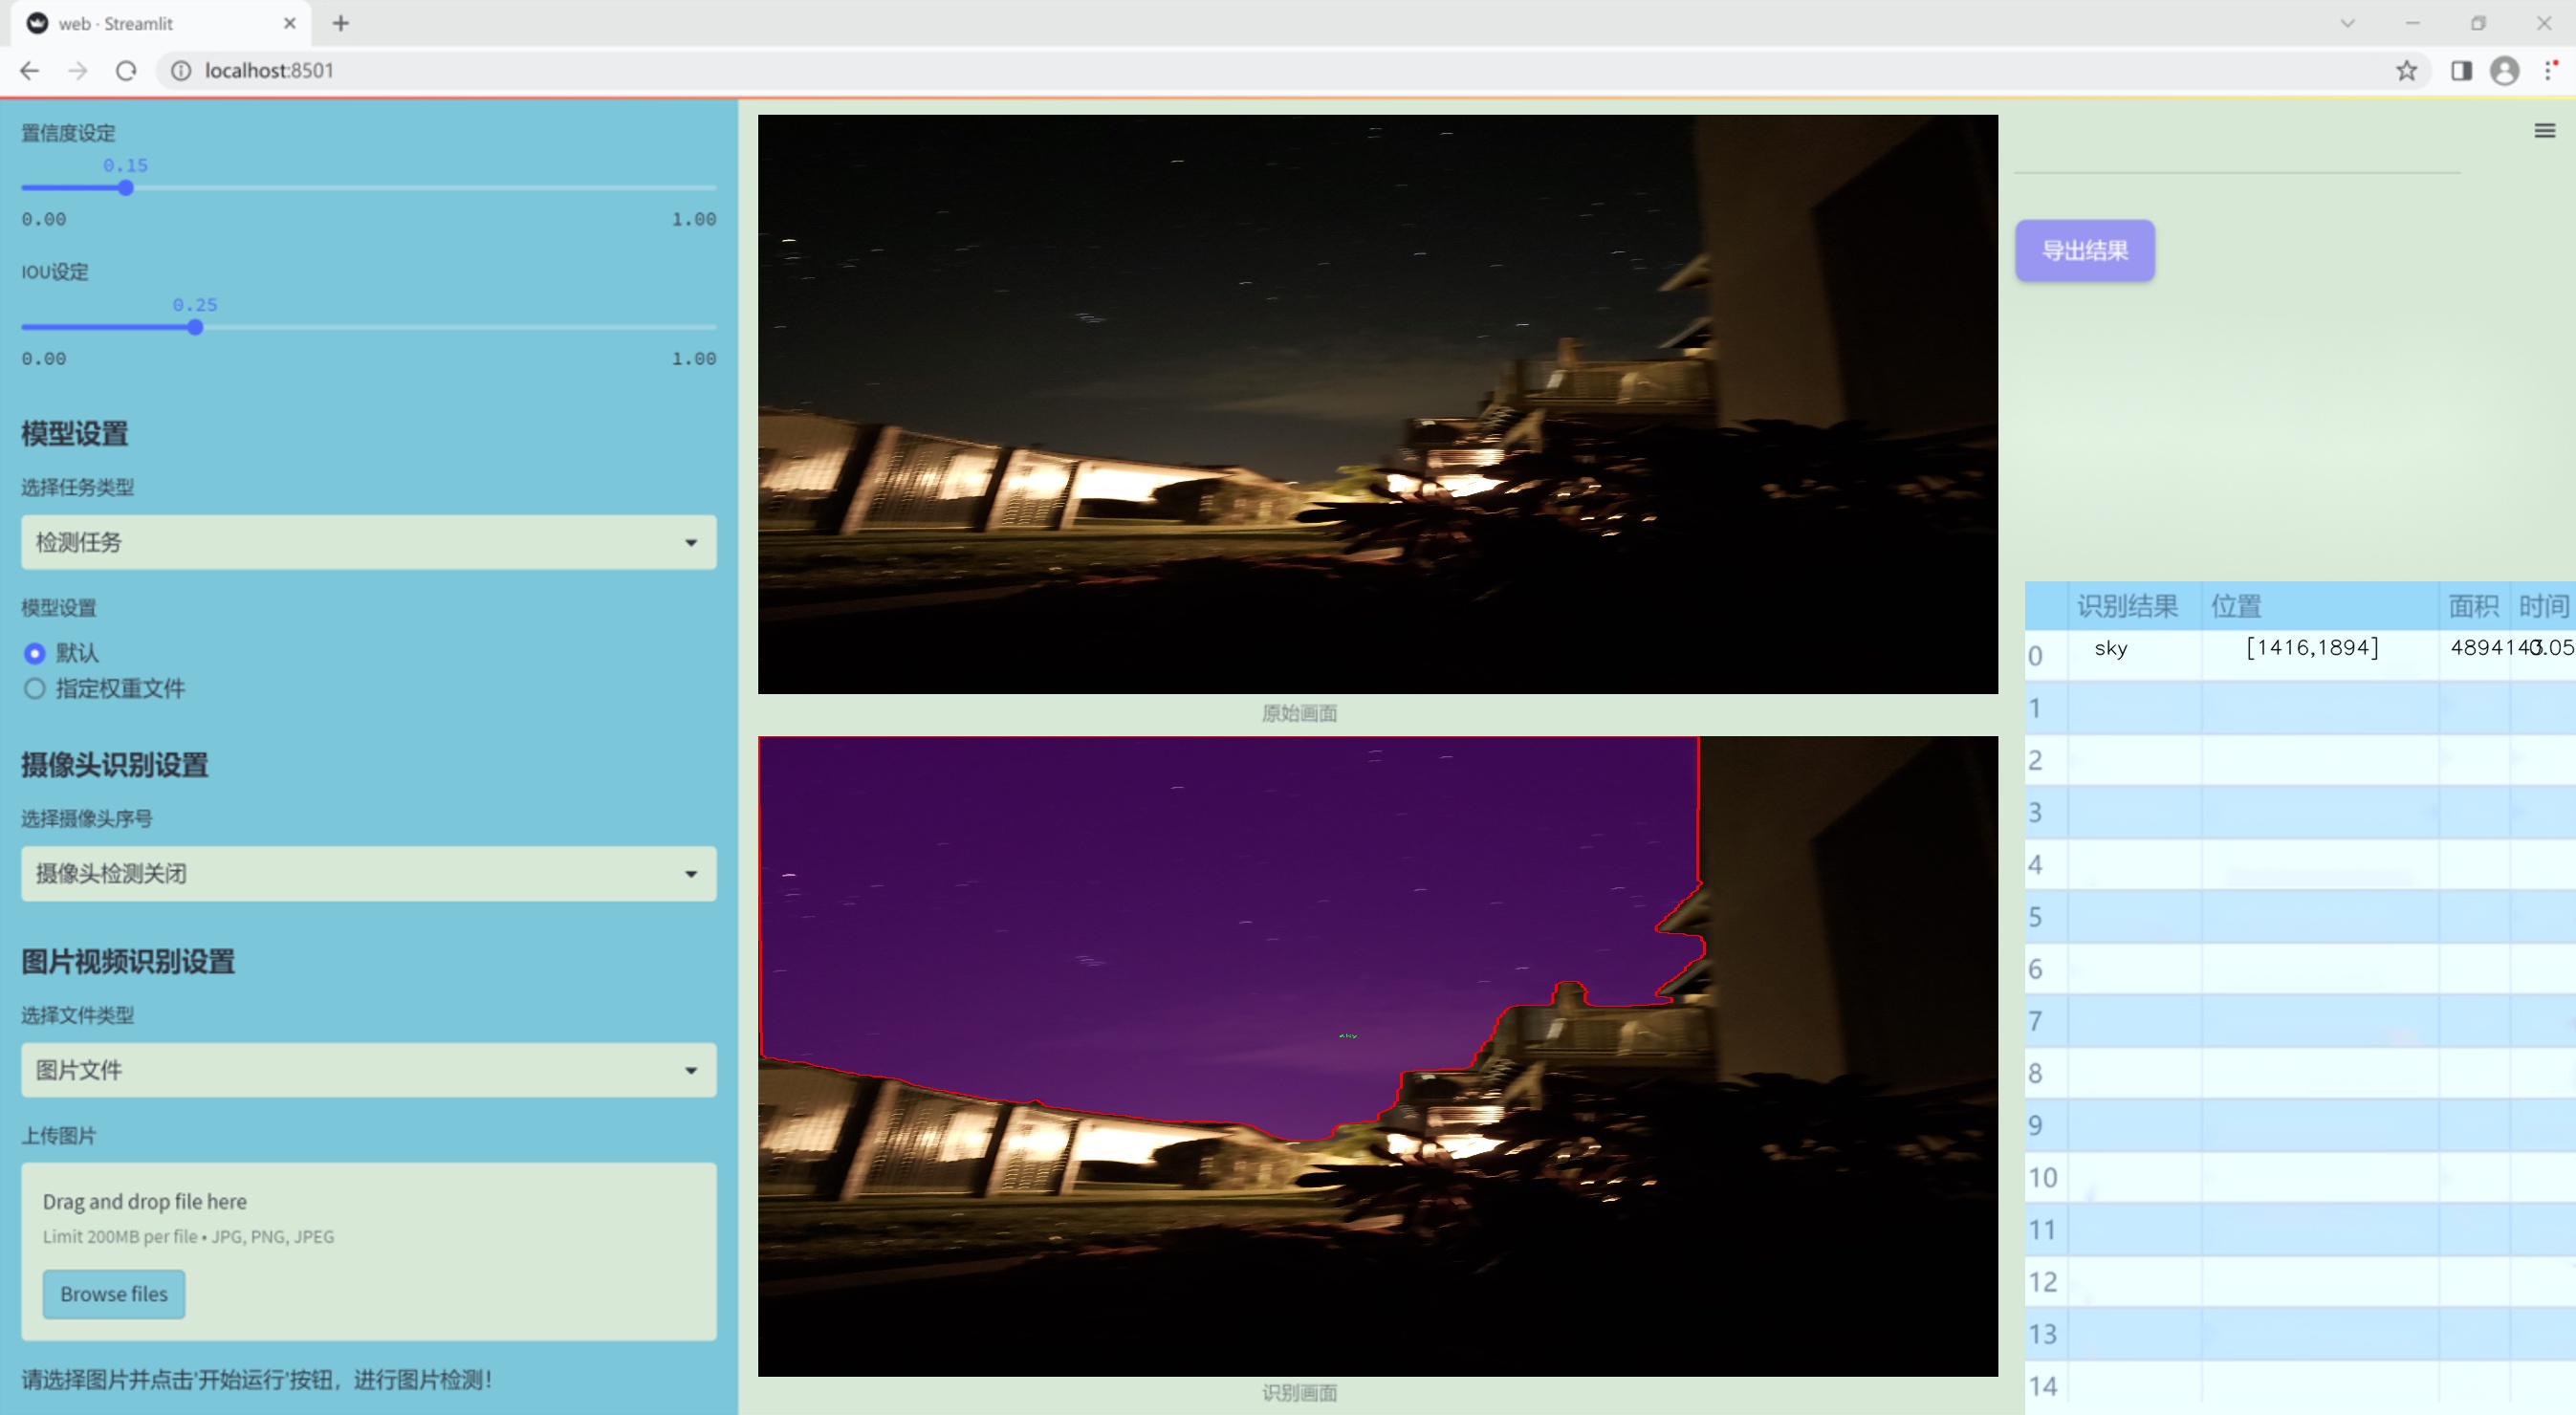 web · Streamlit
localhost:8501
置信度设定
0.15
0.00 1.00
IOU设定
0.25
0.00 1.00
模型设置
选择任务类型
检测任务
模型设置
默认
指定权重文件
摄像头识别设置
选择摄像头序号
摄像头检测关闭
图片视频识别设置
选择文件类型
图片文件
上传图片
Drag and drop file here
Limit 200MB per file • JPG, PNG, JPEG
Browse files
请选择图片并点击'开始运行'按钮，进行图片检测！
原始画面
sky
识别画面
导出结果
识别结果 位置 面积 时间
0 sky [1416,1894]
1
2
3
4
5
6
7
8
9
10
11
12
13
14